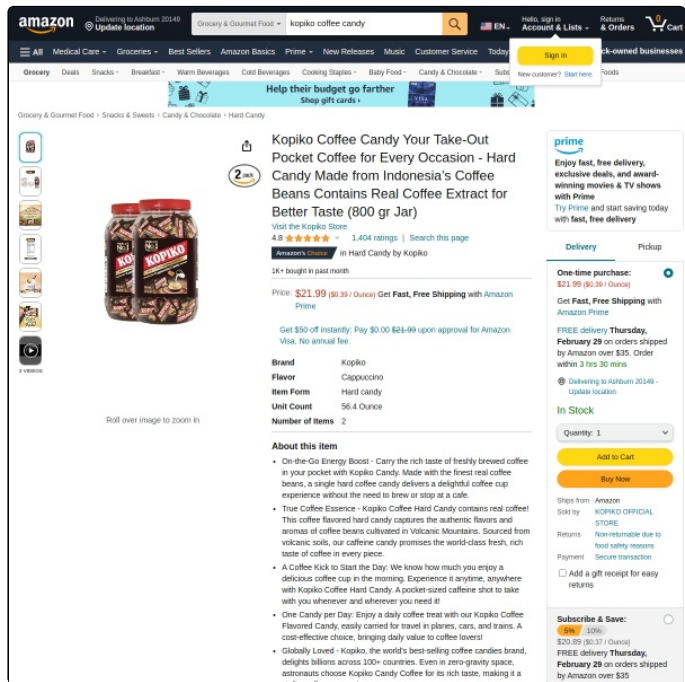 amazon
Delivering to Ashburn 20149
Update location
Grocery & Gourmet Food
kopiko coffee candy
EN
Hello, sign in
Account & Lists
Returns
& Orders
0
Cart
All Medical Care Groceries Best Sellers Amazon Basics Prime New Releases Music Customer Service Today
ck-owned businesses
Sign in
New customer? Start here.
Grocery Deals Snacks Breakfast Warm Beverages Cold Beverages Cooking Staples Baby Food Candy & Chocolate Subs
Foods
Help their budget go farther
Shop gift cards ›
VISA
Grocery & Gourmet Food › Snacks & Sweets › Candy & Chocolate › Hard Candy
2 pack
KOPIKO
Roll over image to zoom in
3 VIDEOS
Kopiko Coffee Candy Your Take-Out
Pocket Coffee for Every Occasion - Hard
Candy Made from Indonesia's Coffee
Beans Contains Real Coffee Extract for
Better Taste (800 gr Jar)
Visit the Kopiko Store
4.8
1,404 ratings | Search this page
Amazon's Choice in Hard Candy by Kopiko
1K+ bought in past month
Price: $21.99 ($0.39 / Ounce) Get Fast, Free Shipping with Amazon
Prime
Get $50 off instantly: Pay $0.00 $21.99 upon approval for Amazon
Visa. No annual fee.
Brand Kopiko
Flavor Cappuccino
Item Form Hard candy
Unit Count 56.4 Ounce
Number of Items 2
About this item
• On-the-Go Energy Boost - Carry the rich taste of freshly brewed coffee
in your pocket with Kopiko Candy. Made with the finest real coffee
beans, a single hard coffee candy delivers a delightful coffee cup
experience without the need to brew or stop at a cafe.
• True Coffee Essence - Kopiko Coffee Hard Candy contains real coffee!
This coffee flavored hard candy captures the authentic flavors and
aromas of coffee beans cultivated in Volcanic Mountains. Sourced from
volcanic soils, our caffeine candy promises the world-class fresh, rich
taste of coffee in every piece.
• A Coffee Kick to Start the Day: We know how much you enjoy a
delicious coffee cup in the morning. Experience it anytime, anywhere
with Kopiko Coffee Hard Candy. A pocket-sized caffeine shot to take
with you whenever and wherever you need it!
• One Candy per Day: Enjoy a daily coffee treat with our Kopiko Coffee
Flavored Candy, easily carried for travel in planes, cars, and trains. A
cost-effective choice, bringing daily value to coffee lovers!
• Globally Loved - Kopiko, the world's best-selling coffee candies brand,
delights billions across 100+ countries. Even in zero-gravity space,
astronauts choose Kopiko Candy Coffee for its rich taste, making it a
prime
Enjoy fast, free delivery,
exclusive deals, and award-
winning movies & TV shows
with Prime
Try Prime and start saving today
with fast, free delivery
Delivery Pickup
One-time purchase:
$21.99 ($0.39 / Ounce)
Get Fast, Free Shipping with
Amazon Prime
FREE delivery Thursday,
February 29 on orders shipped
by Amazon over $35. Order
within 3 hrs 30 mins
Delivering to Ashburn 20149 -
Update location
In Stock
Quantity: 1
Add to Cart
Buy Now
Ships from Amazon
Sold by KOPIKO OFFICIAL
STORE
Returns Non-returnable due to
food safety reasons
Payment Secure transaction
Add a gift receipt for easy
returns
Subscribe & Save:
5% 10%
$20.89 ($0.37 / Ounce)
FREE delivery Thursday,
February 29 on orders shipped
by Amazon over $35